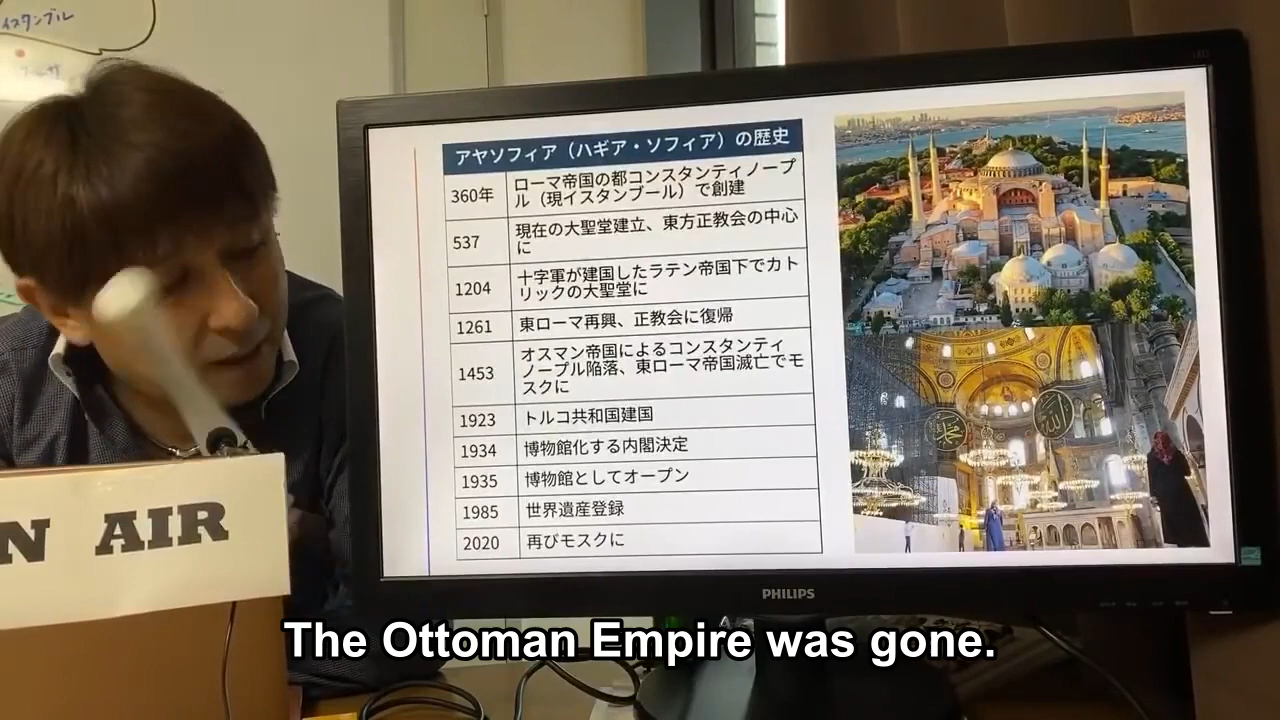 イスタンブル
アヤソフィア（ハギア・ソフィア）の歴史
360年
ローマ帝国の都コンスタンティノープ
ル（現イスタンブール）で創建
537
現在の大聖堂建立、東方正教会の中心
に
1204
十字軍が建国したラテン帝国下でカト
リックの大聖堂に
1261
東ローマ再興、正教会に復帰
1453
オスマン帝国によるコンスタンティ
ノープル陥落、東ローマ帝国滅亡でモ
スクに
1923
トルコ共和国建国
1934
博物館化する内閣決定
1935
博物館としてオープン
1985
世界遺産登録
2020
再びモスクに
N AIR
PHILIPS
The Ottoman Empire was gone.